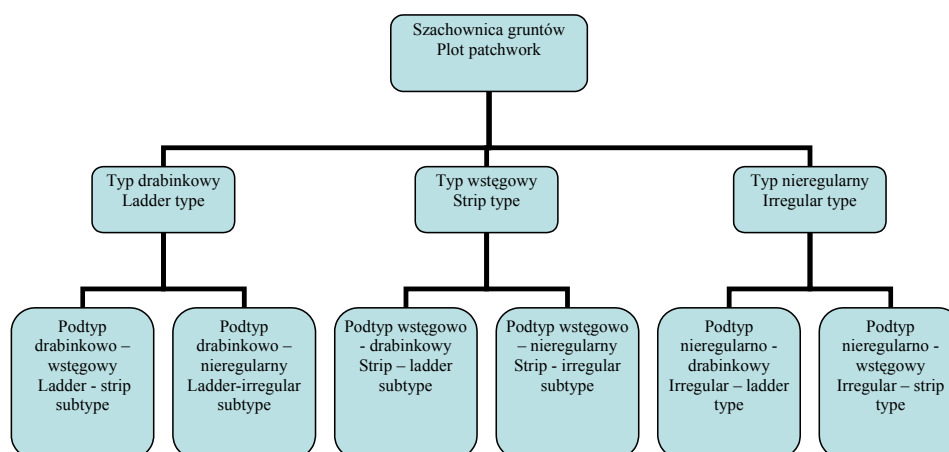 Szachownica gruntów
Plot patchwork
Typ drabinkowy
Ladder type
Typ wstęgowy
Strip type
Typ nieregularny
Irregular type
Podtyp
drabinkowo –
wstęgowy
Ladder - strip
subtype
Podtyp
drabinkowo –
nieregularny
Ladder-irregular
subtype
Podtyp wstęgowo
- drabinkowy
Strip – ladder
subtype
Podtyp wstęgowo
– nieregularny
Strip - irregular
subtype
Podtyp
nieregularno -
drabinkowy
Irregular – ladder
type
Podtyp
nieregularno -
wstęgowy
Irregular – strip
type